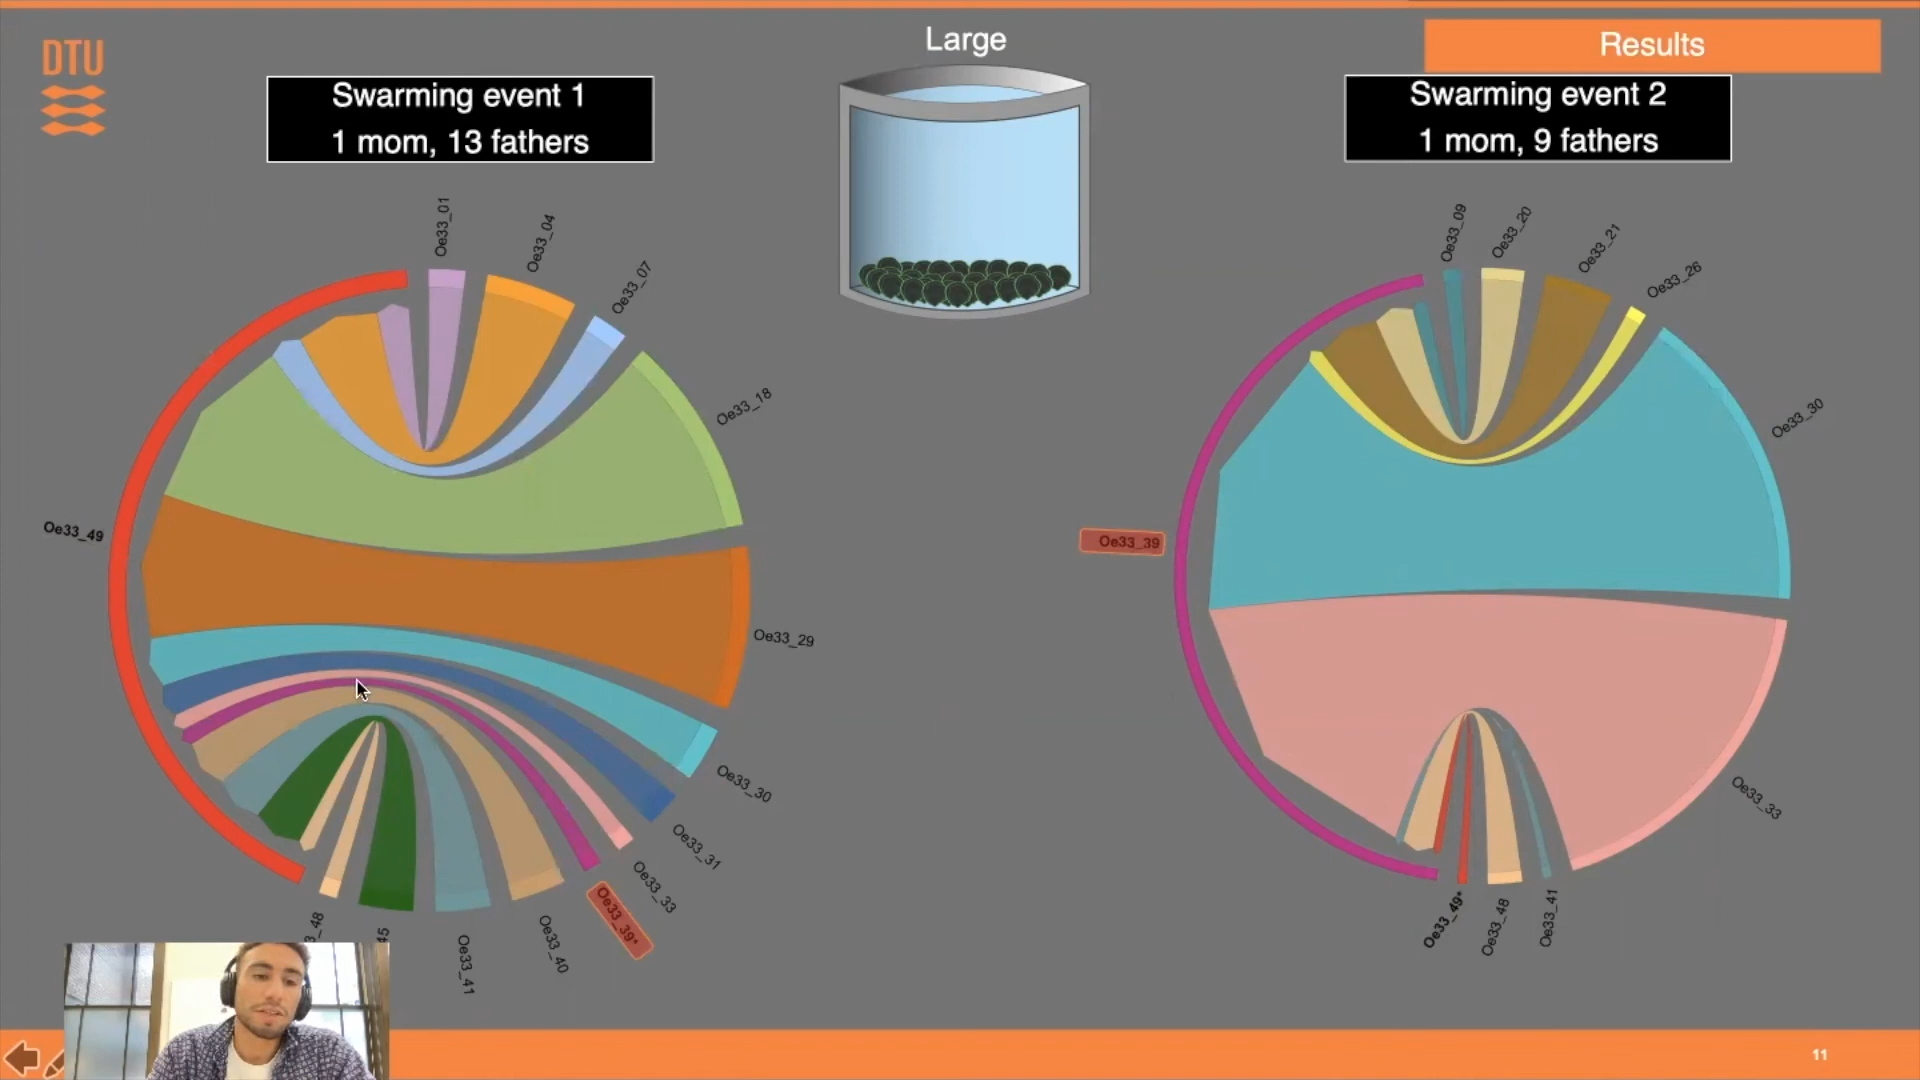 DTU
Large
Results
Swarming event 1
1 mom, 13 fathers
Swarming event 2
1 mom, 9 fathers
Oe33_01
Oe33_04
Oe33_07
Oe33_18
Oe33_29
Oe33_30
Oe33_31
Oe33_33
Oe33_39*
Oe33_40
Oe33_41
45
3_48
Oe33_49
Oe33_09
Oe33_20
Oe33_21
Oe33_26
Oe33_30
Oe33_33
Oe33_41
Oe33_48
Oe33_49*
Oe33_39
11